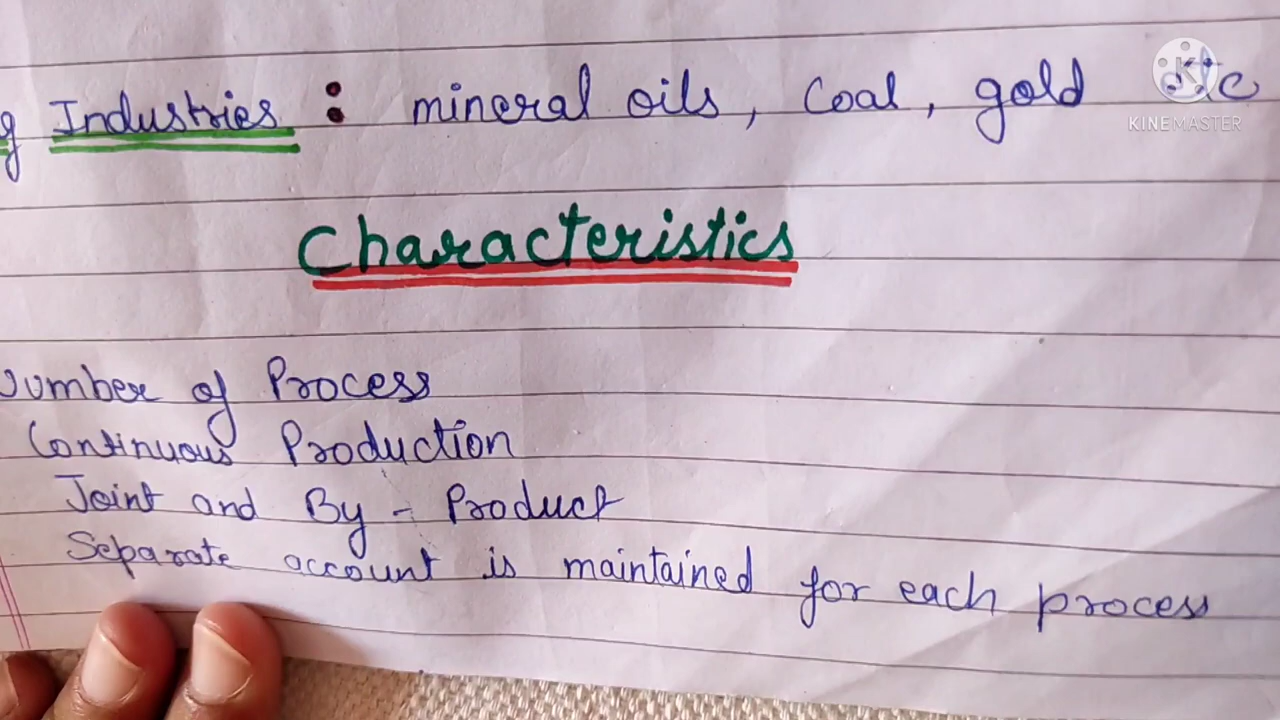 Industries : mineral oils, Coal, gold etc
KINEMASTER
Characteristics
Number of Process
Continuous Production
Joint and By - Product
Separate account is maintained for each process